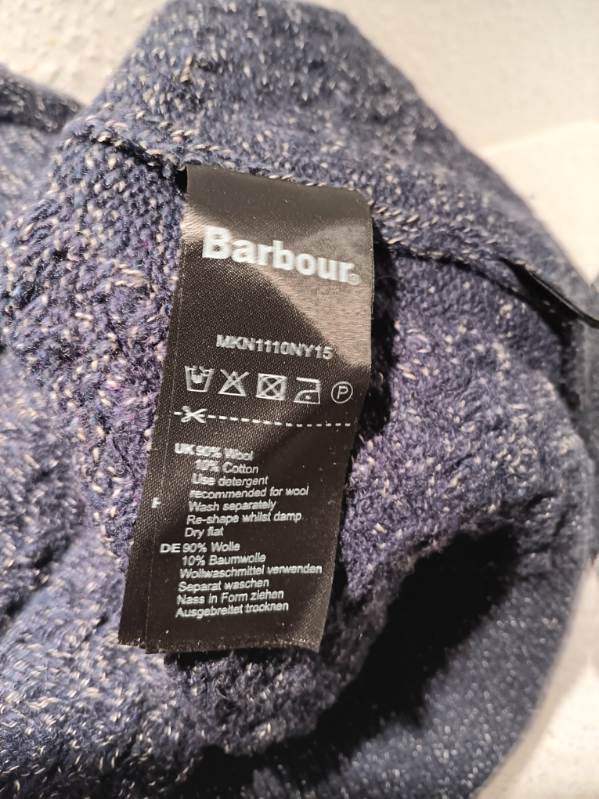 Barbour®
MKN1110NY15
P
UK 90% Wool
10% Cotton
Use detergent
recommended for wool
Wash separately
Re-shape whilst damp
Dry flat
F
DE 90% Wolle
10% Baumwolle
Wollwaschmittel verwenden
Separat waschen
Nass in Form ziehen
Ausgebreitet trocknen